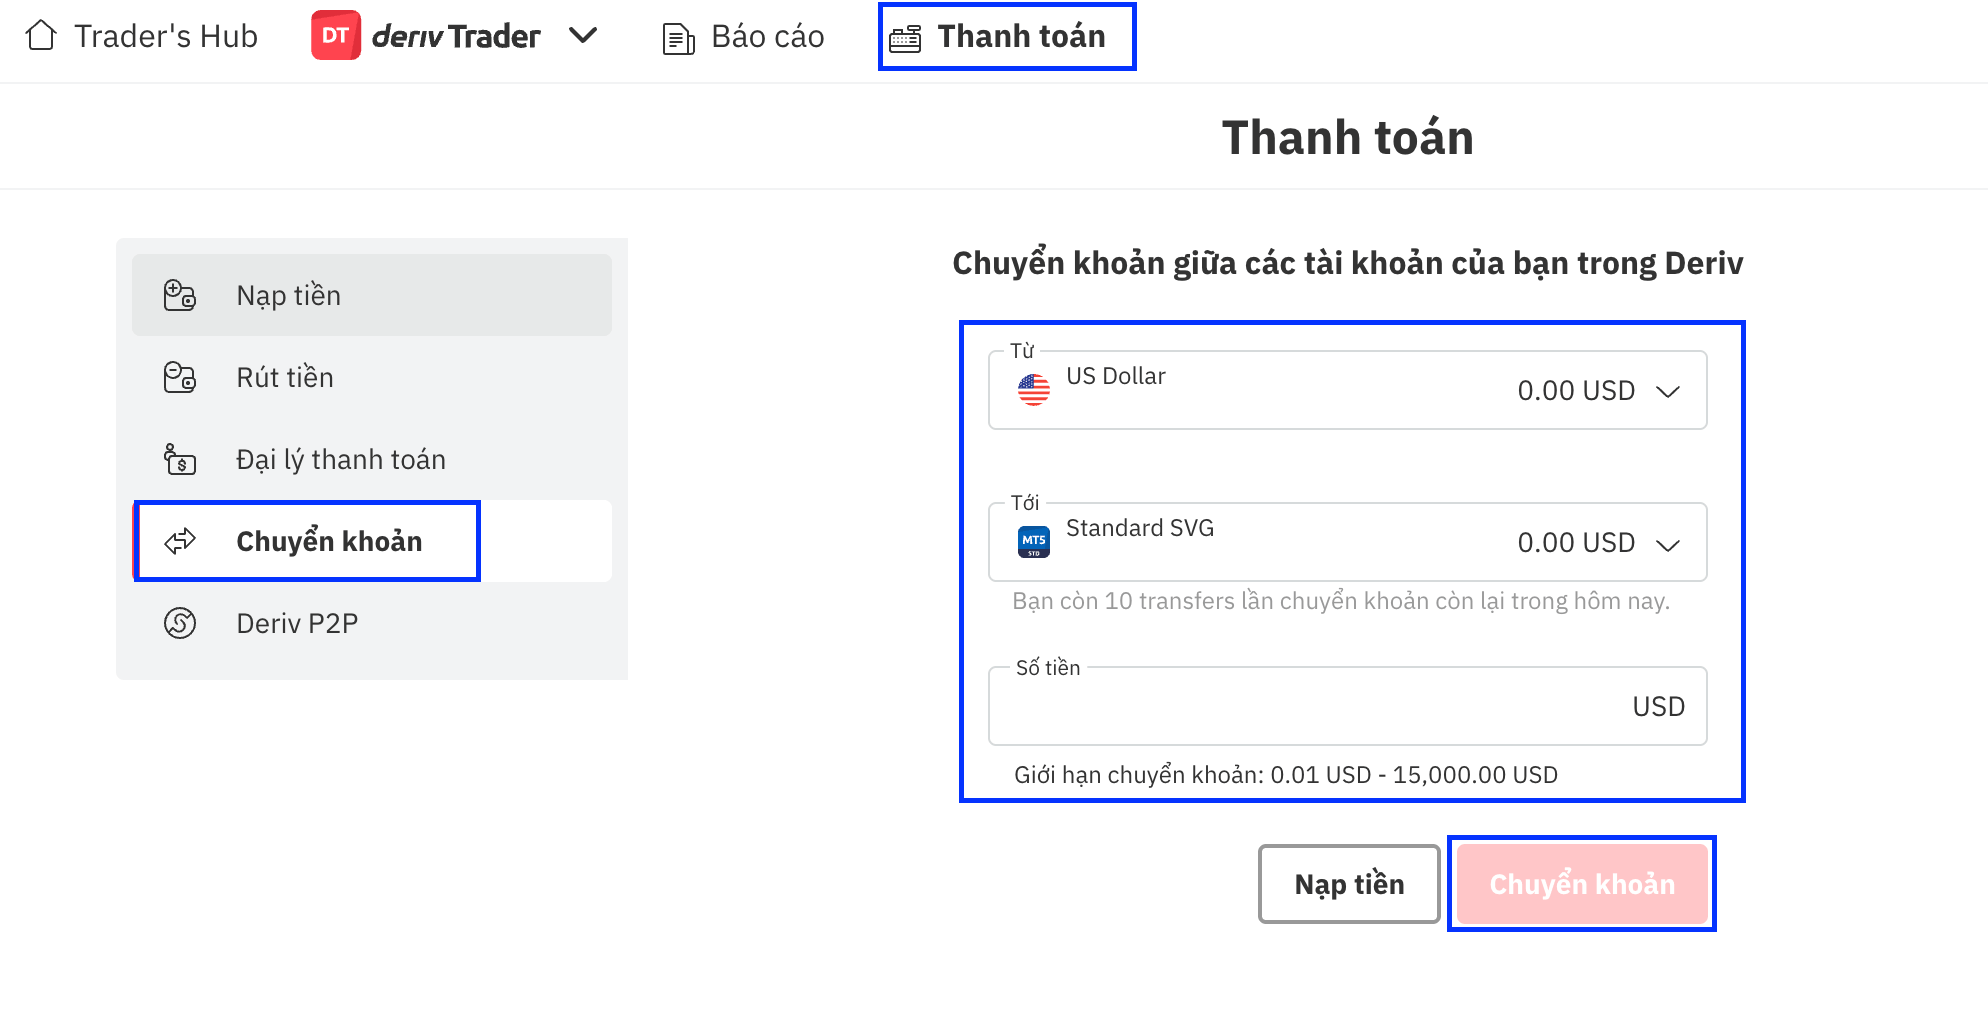 Trader's Hub
DT deriv Trader
Báo cáo
Thanh toán
Thanh toán
Nạp tiền
Rút tiền
Đại lý thanh toán
Chuyển khoản
Deriv P2P
Chuyển khoản giữa các tài khoản của bạn trong Deriv
Từ
US Dollar
0.00 USD
Tới
MT5
STD
Standard SVG
0.00 USD
Bạn còn 10 transfers lần chuyển khoản còn lại trong hôm nay.
Số tiền
USD
Giới hạn chuyển khoản: 0.01 USD - 15,000.00 USD
Nạp tiền
Chuyển khoản